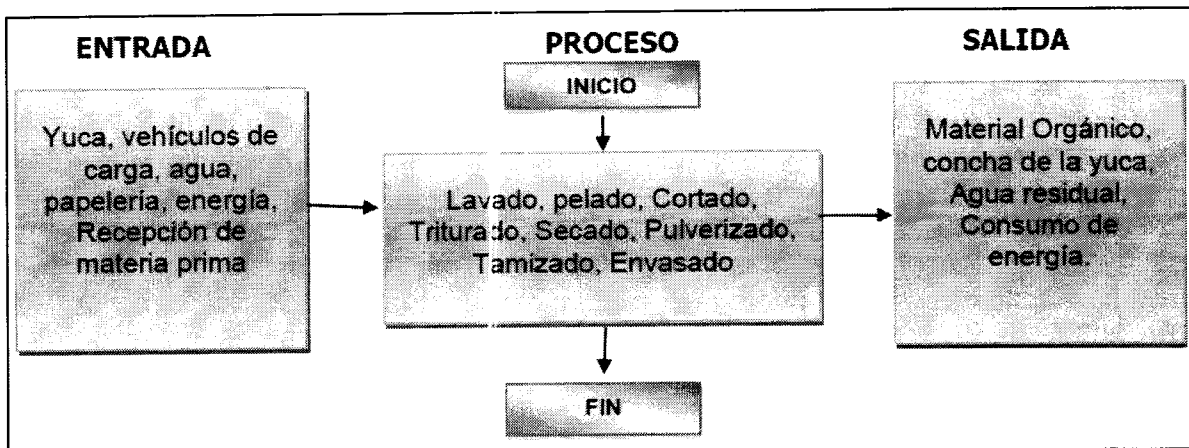 ENTRADA
Yuca, vehículos de
carga, agua,
papelería, energía,
Recepción de
materia prima
PROCESO
INICIO
Lavado, pelado, Cortado,
Triturado, Secado, Pulverizado,
Tamizado, Envasado
FIN
SALIDA
Material Orgánico,
concha de la yuca,
Agua residual,
Consumo de
energía.